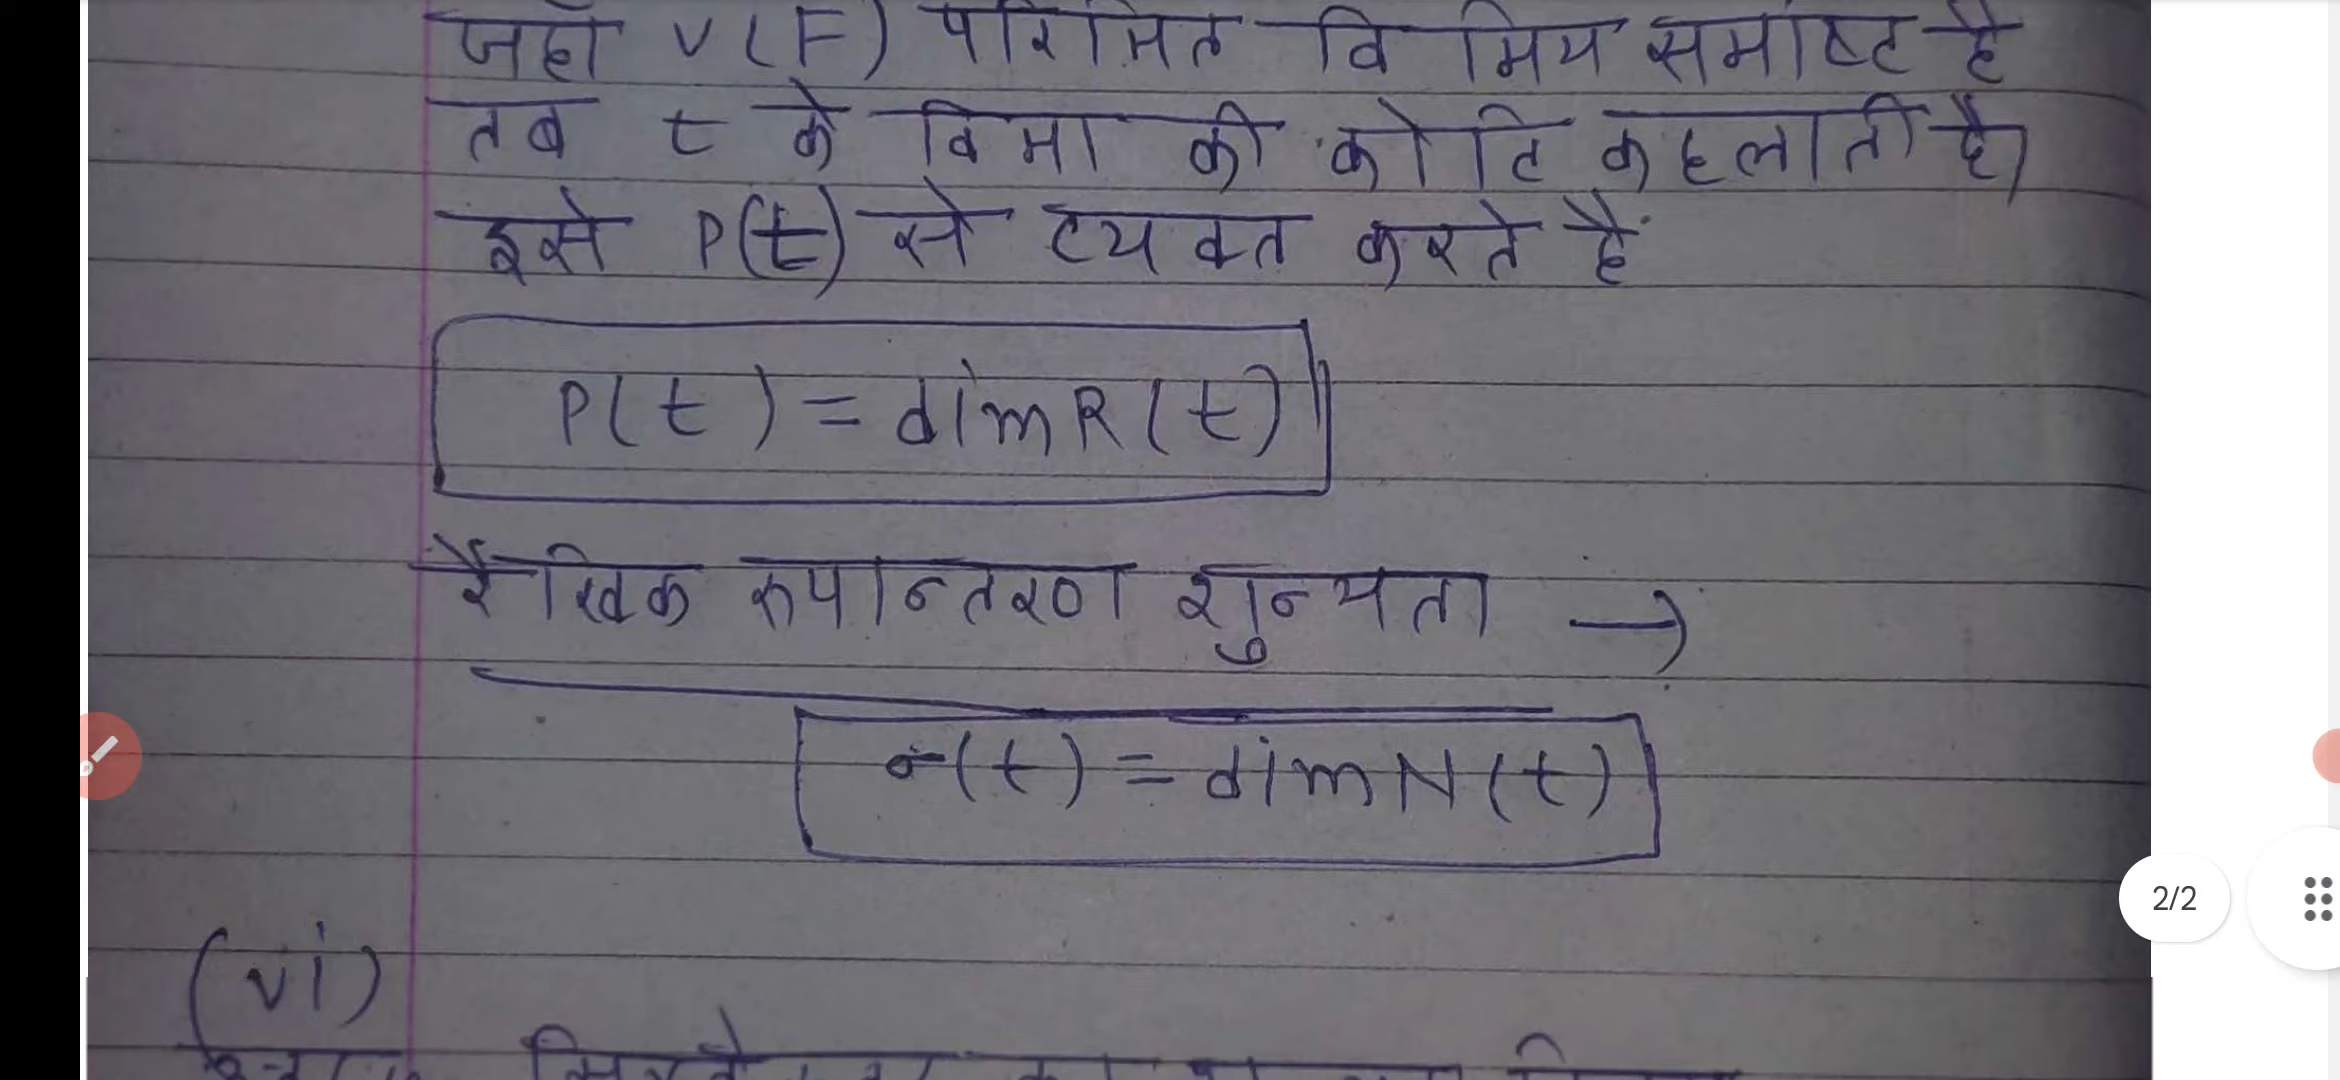 जहाँ V(F) परिमित विमिय समष्टि है
तब t के विमा की कोटि कहलाती है,
इसे P(t) से व्यक्त करते हैं
P(t) = dim R(t)
रैखिक रुपान्तरण शुन्यता →
σ(t) = dim N(t)
2/2
(vi)